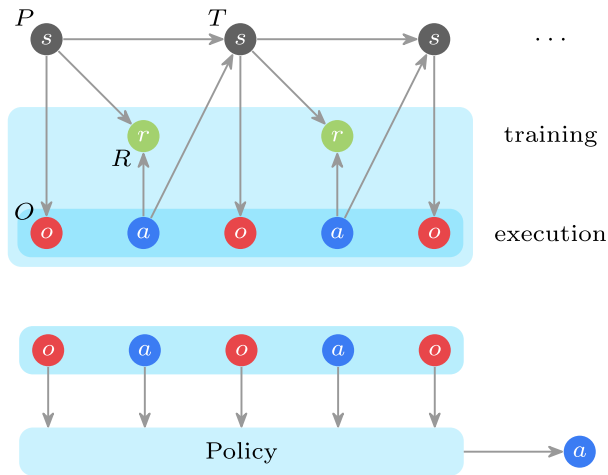 P T
s s s ...
r r training
R
O
o a o a o execution
o a o a o
Policy a